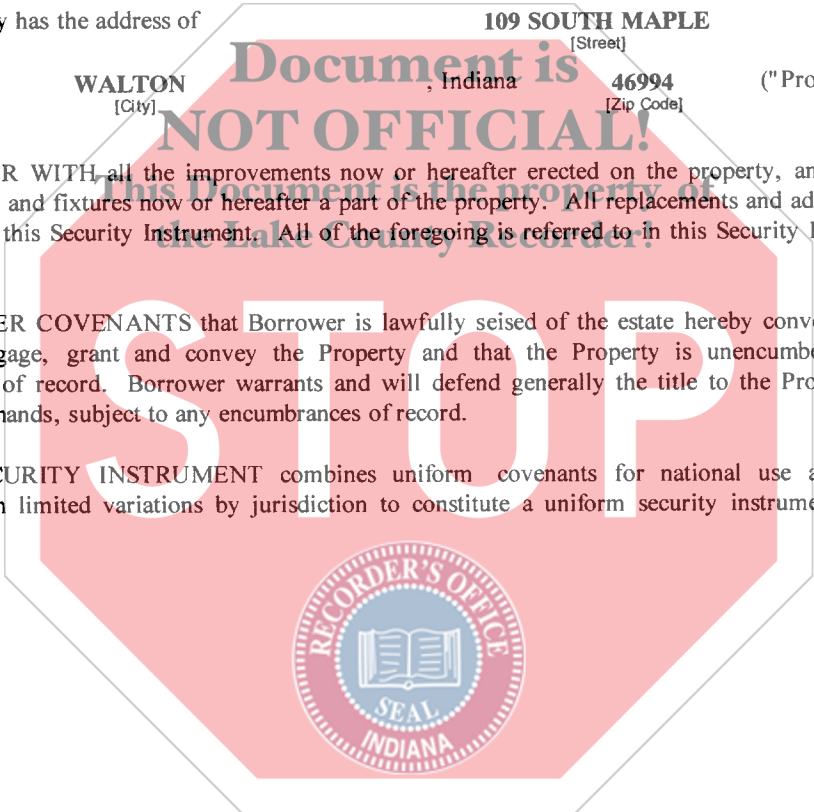 y has the address of 109 SOUTH MAPLE
[Street]
WALTON , Indiana 46994 ("Pro
[City] [Zip Code]
Document is
NOT OFFICIAL!
This Document is the property of
the Lake County Recorder!
R WITH all the improvements now or hereafter erected on the property, an
and fixtures now or hereafter a part of the property. All replacements and ad
this Security Instrument. All of the foregoing is referred to in this Security I
ER COVENANTS that Borrower is lawfully seised of the estate hereby conv
gage, grant and convey the Property and that the Property is unencumbe
of record. Borrower warrants and will defend generally the title to the Pro
mands, subject to any encumbrances of record.
STOP
CURITY INSTRUMENT combines uniform covenants for national use a
n limited variations by jurisdiction to constitute a uniform security instrume
RECORDER'S OFFICE
SEAL
INDIANA